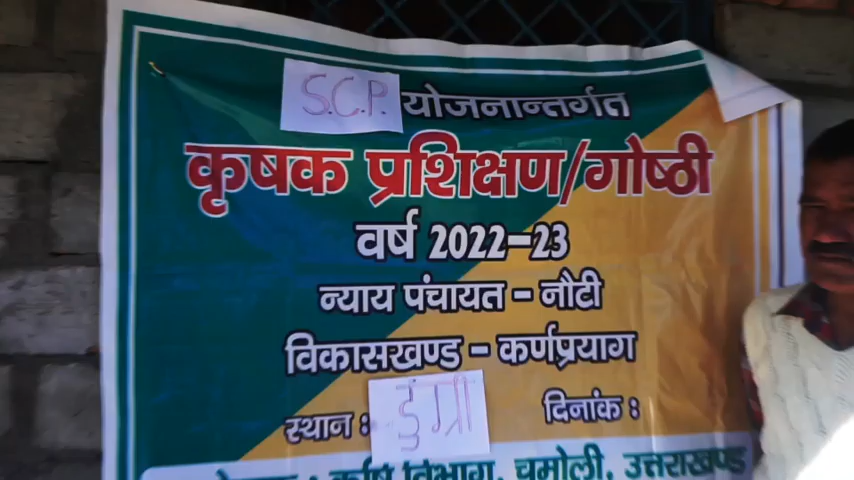 S.C.P. योजनान्तर्गत
कृषक प्रशिक्षण/गोष्ठी
वर्ष 2022-23
न्याय पंचायत - नौटी
विकासखण्ड - कर्णप्रयाग
स्थान : डुंग्री दिनांक :
: कृषि विभाग, चमोली, उत्तराखण्ड